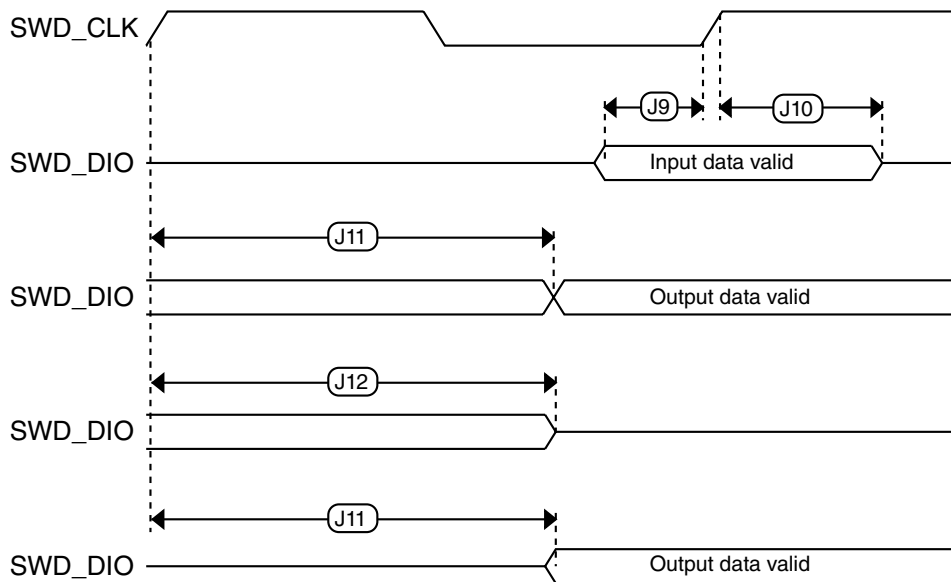 SWD_CLK
J9
J10
SWD_DIO
Input data valid
J11
SWD_DIO
Output data valid
J12
SWD_DIO
J11
SWD_DIO
Output data valid